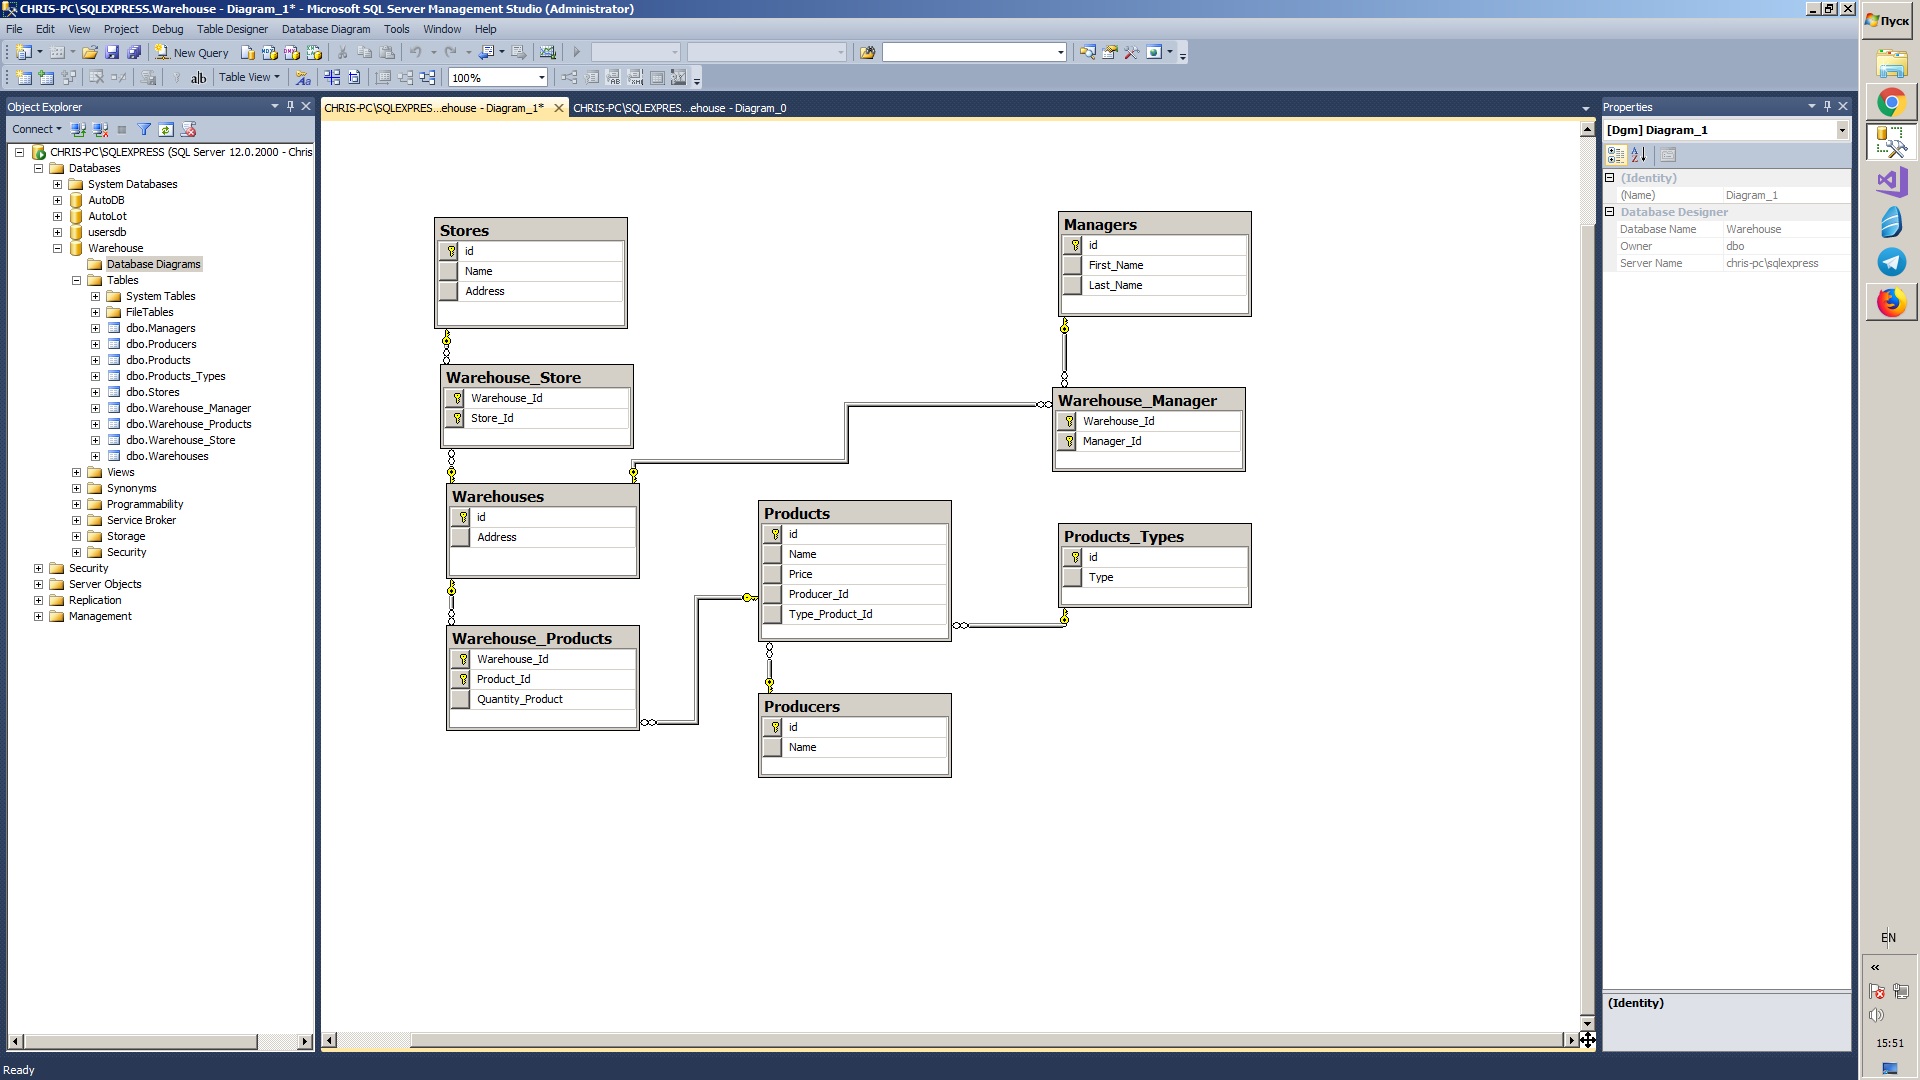 CHRIS-PC\SQLEXPRESS.Warehouse - Diagram_1* - Microsoft SQL Server Management Studio (Administrator)
File Edit View Project Debug Table Designer Database Diagram Tools Window Help
New Query
Table View 100%
Object Explorer
Connect
CHRIS-PC\SQLEXPRESS (SQL Server 12.0.2000 - Chris
Databases
System Databases
AutoDB
AutoLot
usersdb
Warehouse
Database Diagrams
Tables
System Tables
FileTables
dbo.Managers
dbo.Producers
dbo.Products
dbo.Products_Types
dbo.Stores
dbo.Warehouse_Manager
dbo.Warehouse_Products
dbo.Warehouse_Store
dbo.Warehouses
Views
Synonyms
Programmability
Service Broker
Storage
Security
Security
Server Objects
Replication
Management
CHRIS-PC\SQLEXPRES...ehouse - Diagram_1* CHRIS-PC\SQLEXPRES...ehouse - Diagram_0
Stores
id
Name
Address
Warehouse_Store
Warehouse_Id
Store_Id
Warehouses
id
Address
Warehouse_Products
Warehouse_Id
Product_Id
Quantity_Product
Products
id
Name
Price
Producer_Id
Type_Product_Id
Producers
id
Name
Managers
id
First_Name
Last_Name
Warehouse_Manager
Warehouse_Id
Manager_Id
Products_Types
id
Type
Properties
[Dgm] Diagram_1
(Identity)
(Name) Diagram_1
Database Designer
Database Name Warehouse
Owner dbo
Server Name chris-pc\sqlexpress
(Identity)
Пуск
EN
15:51
Ready